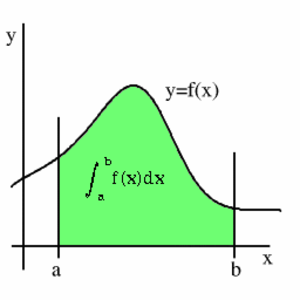 y
y=f(x)
∫ₐᵇ f(x)dx
a
b
x